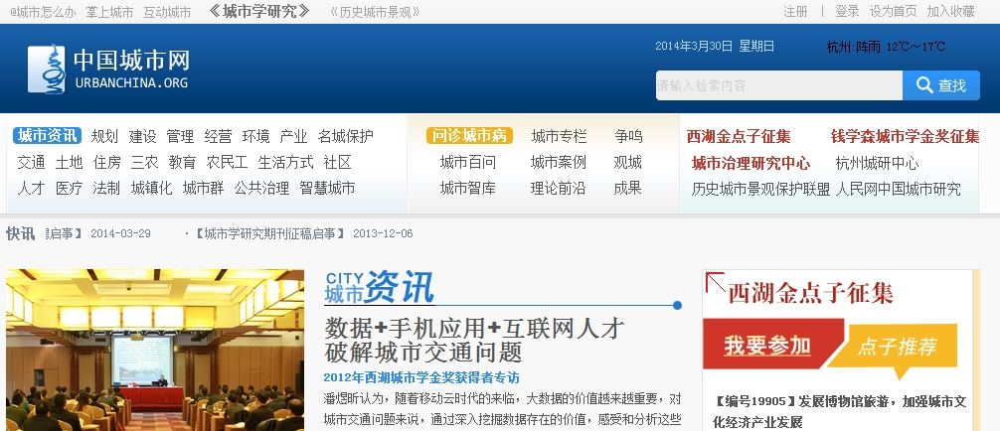 @城市怎么办 掌上城市 互动城市 《城市学研究》 《历史城市景观》 注册 | 登录 设为首页 加入收藏
中国城市网
URBANCHINA.ORG
2014年3月30日 星期日 杭州:阵雨 12℃～17℃
请输入检索内容 查找
城市资讯 规划 建设 管理 经营 环境 产业 名城保护
交通 土地 住房 三农 教育 农民工 生活方式 社区
人才 医疗 法制 城镇化 城市群 公共治理 智慧城市
问诊城市病 城市专栏 争鸣
城市百问 城市案例 观城
城市智库 理论前沿 成果
西湖金点子征集 钱学森城市学金奖征集
城市治理研究中心 杭州城研中心
历史城市景观保护联盟 人民网中国城市研究
快讯 启事】 2014-03-29 ·【城市学研究期刊征稿启事】 2013-12-06
CITY
城市资讯
数据+手机应用+互联网人才
破解城市交通问题
2012年西湖城市学金奖获得者专访
潘煜昕认为，随着移动云时代的来临，大数据的价值越来越重要，对
城市交通问题来说，通过深入挖掘数据存在的价值，感受和分析这些
西湖金点子征集
我要参加 点子推荐
【编号19905】发展博物馆旅游，加强城市文
化经济产业发展